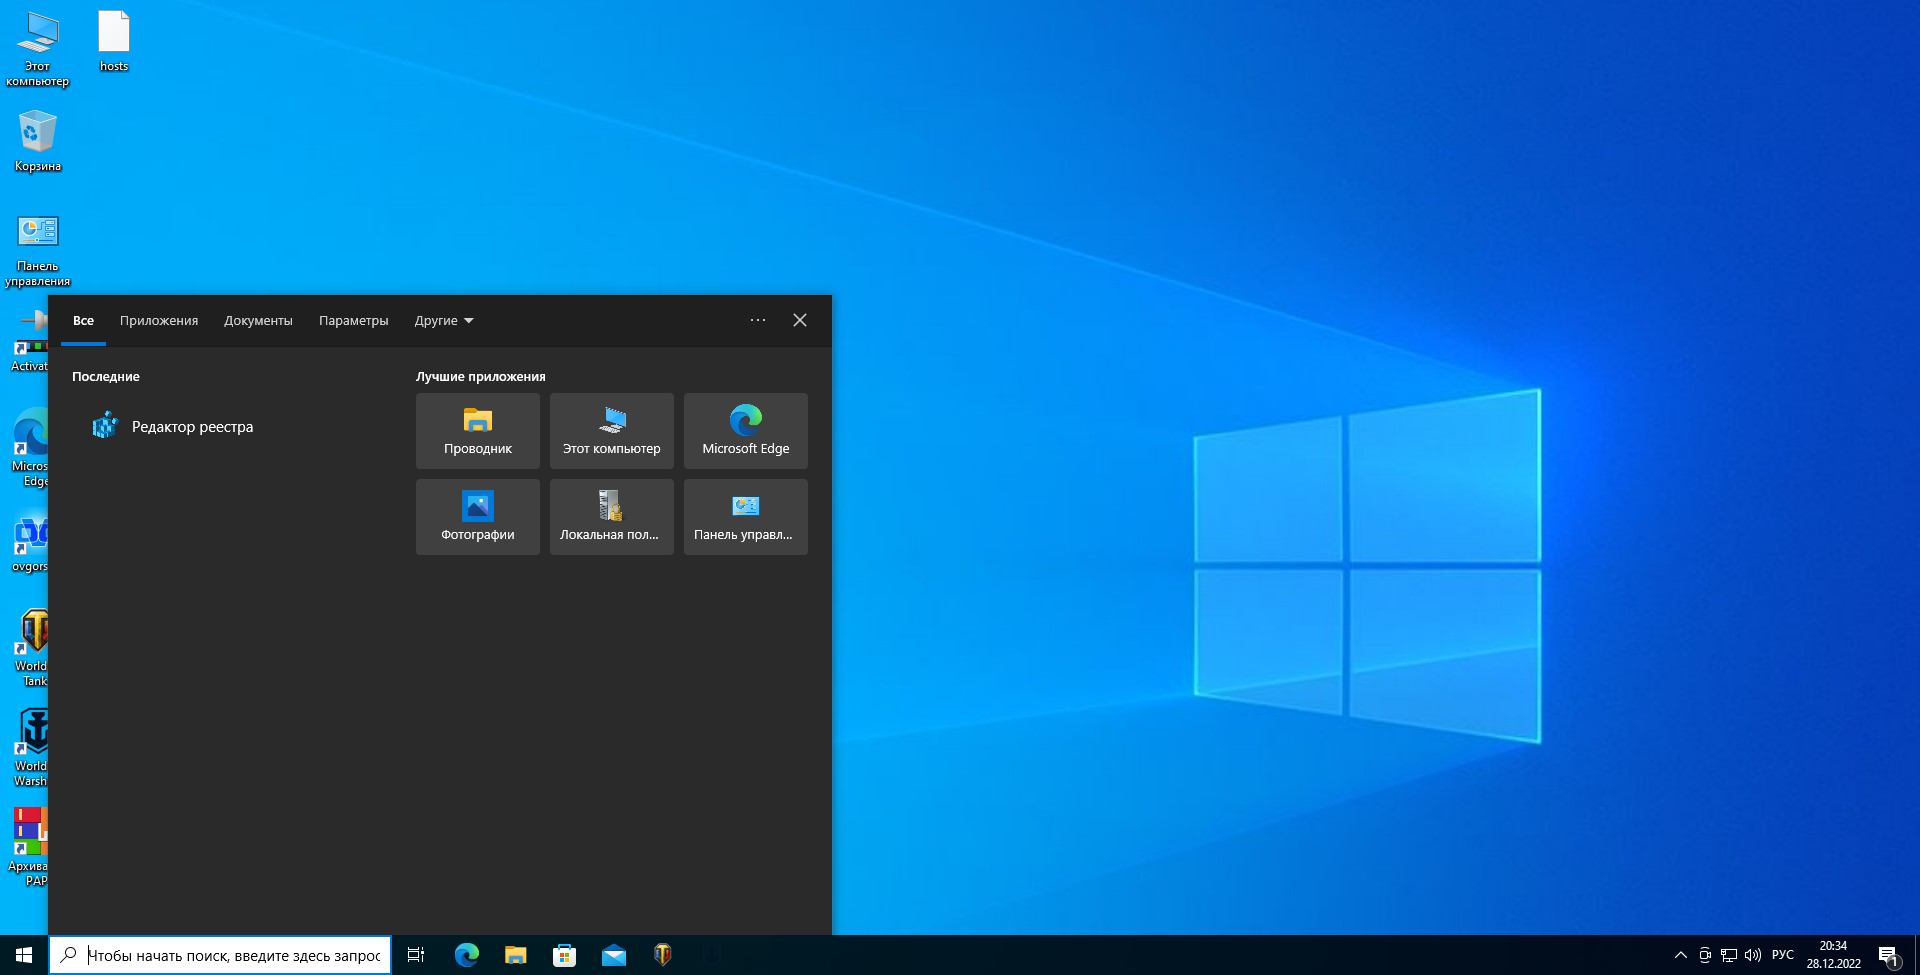 Этот
компьютер
hosts
Корзина
Панель
управления
Activat
Micros
Edge
ovgors
World
Tank
World
Warsh
Архива
РАР
Все
Приложения
Документы
Параметры
Другие
Последние
Редактор реестра
Лучшие приложения
Проводник
Этот компьютер
Microsoft Edge
Фотографии
Локальная пол...
Панель управл...
Чтобы начать поиск, введите здесь запрос
РУС
20:34
28.12.2022
1